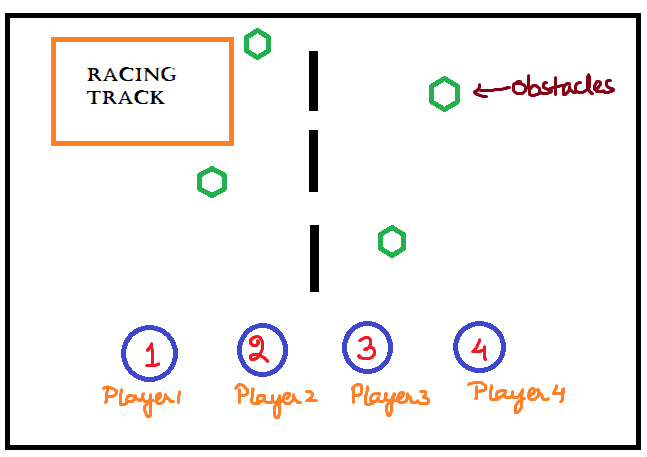 RACING
TRACK
obstacles
1 2 3 4
Player1 Player2 Player3 Player4